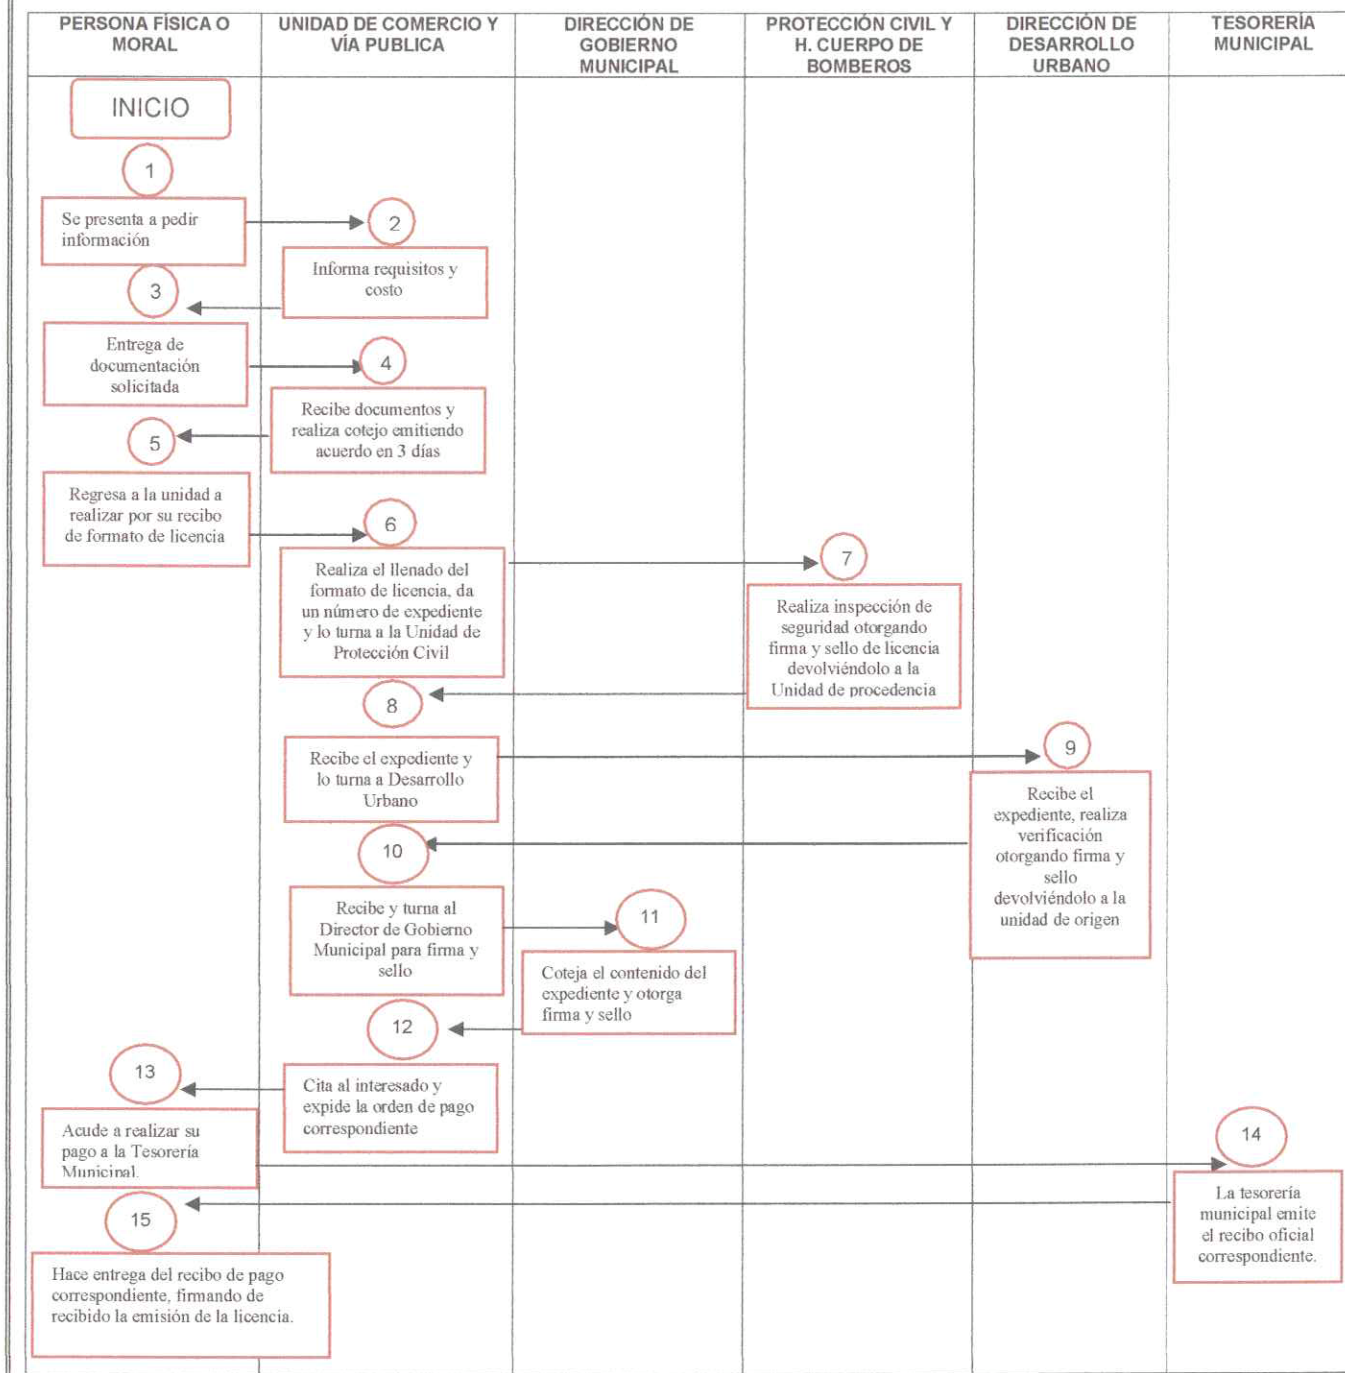 PERSONA FÍSICA O
MORAL
UNIDAD DE COMERCIO Y
VÍA PUBLICA
DIRECCIÓN DE
GOBIERNO
MUNICIPAL
PROTECCIÓN CIVIL Y
H. CUERPO DE
BOMBEROS
DIRECCIÓN DE
DESARROLLO
URBANO
TESORERÍA
MUNICIPAL
INICIO
1
Se presenta a pedir
información
2
Informa requisitos y
costo
3
Entrega de
documentación
solicitada
4
Recibe documentos y
realiza cotejo emitiendo
acuerdo en 3 días
5
Regresa a la unidad a
realizar por su recibo
de formato de licencia
6
Realiza el llenado del
formato de licencia, da
un número de expediente
y lo turna a la Unidad de
Protección Civil
7
Realiza inspección de
seguridad otorgando
firma y sello de licencia
devolviéndolo a la
Unidad de procedencia
8
Recibe el expediente y
lo turna a Desarrollo
Urbano
9
Recibe el
expediente, realiza
verificación
otorgando firma y
sello
devolviéndolo a la
unidad de origen
10
Recibe y turna al
Director de Gobierno
Municipal para firma y
sello
11
Coteja el contenido del
expediente y otorga
firma y sello
12
Cita al interesado y
expide la orden de pago
correspondiente
13
Acude a realizar su
pago a la Tesorería
Municipal.
14
La tesorería
municipal emite
el recibo oficial
correspondiente.
15
Hace entrega del recibo de pago
correspondiente, firmando de
recibido la emisión de la licencia.